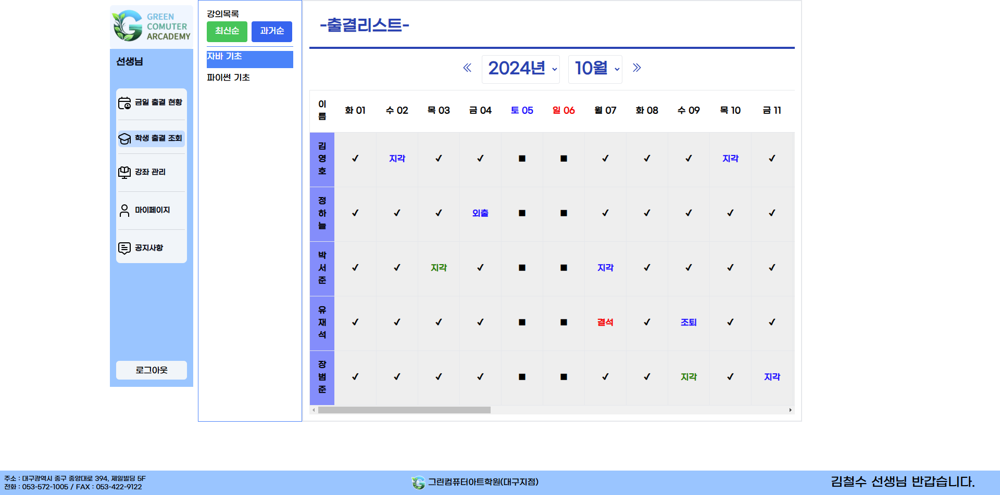 GREEN
COMUTER
ARCADEMY
선생님
금일 출결 현황
학생 출결 조회
강좌 관리
마이페이지
공지사항
로그아웃
강의목록
최신순 과거순
자바 기초
파이썬 기초
-출결리스트-
2024년 10월
이름 화 01 수 02 목 03 금 04 토 05 일 06 월 07 화 08 수 09 목 10 금 11
김영호 ✔ 지각 ✔ ✔ ■ ■ ✔ ✔ ✔ 지각 ✔
정하늘 ✔ ✔ ✔ 외출 ■ ■ ✔ ✔ ✔ ✔ ✔
박서준 ✔ ✔ 지각 ✔ ■ ■ 지각 ✔ ✔ ✔ ✔
유재석 ✔ ✔ ✔ ✔ ■ ■ 결석 ✔ 조퇴 ✔ ✔
장범준 ✔ ✔ ✔ ✔ ■ ■ ✔ ✔ 지각 ✔ 지각
주소 : 대구광역시 중구 중앙대로 394, 제일빌딩 5F
전화 : 053-572-1005 / FAX : 053-422-9122
그린컴퓨터아트학원(대구지점)
김철수 선생님 반갑습니다.